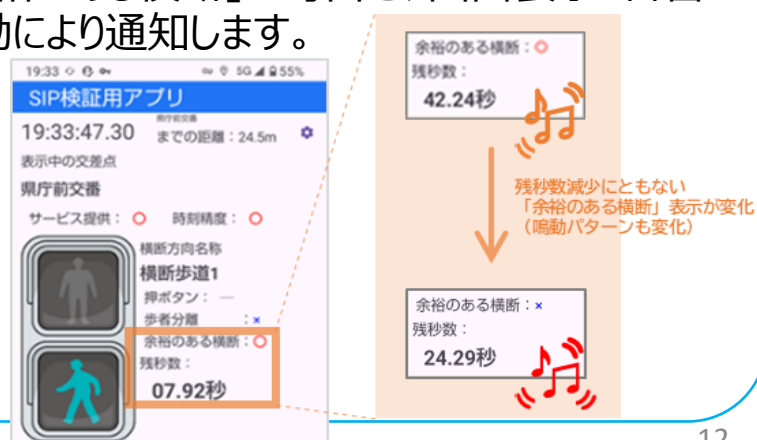 動により通知します。
19:33 5G 55%
SIP検証用アプリ
19:33:47.30
県庁前交番
までの距離：24.5m
表示中の交差点
県庁前交番
サービス提供：○ 時刻精度：○
横断方向名称
横断歩道1
押ボタン：―
歩者分離 ：×
余裕のある横断：○
残秒数：
07.92秒
余裕のある横断：○
残秒数：
42.24秒
残秒数減少にともない
「余裕のある横断」表示が変化
（鳴動パターンも変化）
余裕のある横断：×
残秒数：
24.29秒